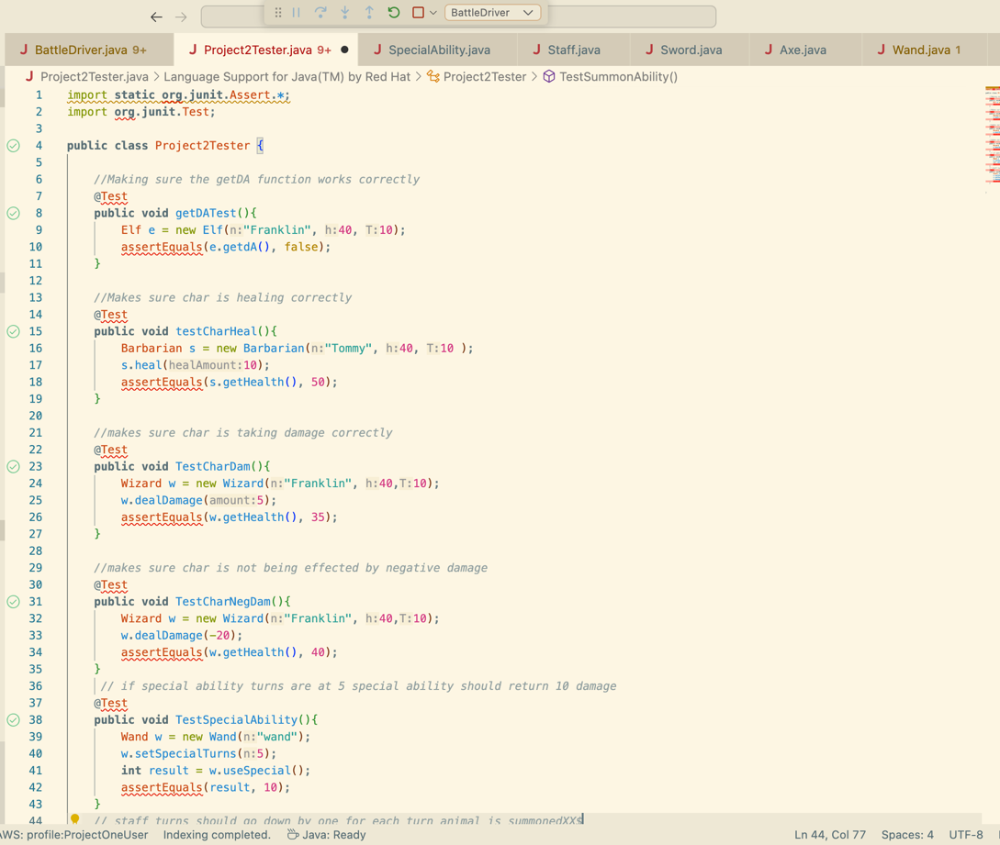 BattleDriver
BattleDriver.java 9+ Project2Tester.java 9+ SpecialAbility.java Staff.java Sword.java Axe.java Wand.java 1
Project2Tester.java > Language Support for Java(TM) by Red Hat > Project2Tester > TestSummonAbility()
1 import static org.junit.Assert.*;
2 import org.junit.Test;
3
4 public class Project2Tester {
5
6 //Making sure the getDA function works correctly
7 @Test
8 public void getDATest(){
9 Elf e = new Elf(n:"Franklin", h:40, T:10);
10 assertEquals(e.getdA(), false);
11 }
12
13 //Makes sure char is healing correctly
14 @Test
15 public void testCharHeal(){
16 Barbarian s = new Barbarian(n:"Tommy", h:40, T:10 );
17 s.heal(healAmount:10);
18 assertEquals(s.getHealth(), 50);
19 }
20
21 //makes sure char is taking damage correctly
22 @Test
23 public void TestCharDam(){
24 Wizard w = new Wizard(n:"Franklin", h:40,T:10);
25 w.dealDamage(amount:5);
26 assertEquals(w.getHealth(), 35);
27 }
28
29 //makes sure char is not being effected by negative damage
30 @Test
31 public void TestCharNegDam(){
32 Wizard w = new Wizard(n:"Franklin", h:40,T:10);
33 w.dealDamage(-20);
34 assertEquals(w.getHealth(), 40);
35 }
36 // if special ability turns are at 5 special ability should return 10 damage
37 @Test
38 public void TestSpecialAbility(){
39 Wand w = new Wand(n:"wand");
40 w.setSpecialTurns(n:5);
41 int result = w.useSpecial();
42 assertEquals(result, 10);
43 }
44 // staff turns should go down by one for each turn animal is summonedXX$
AWS: profile:ProjectOneUser Indexing completed. Java: Ready Ln 44, Col 77 Spaces: 4 UTF-8